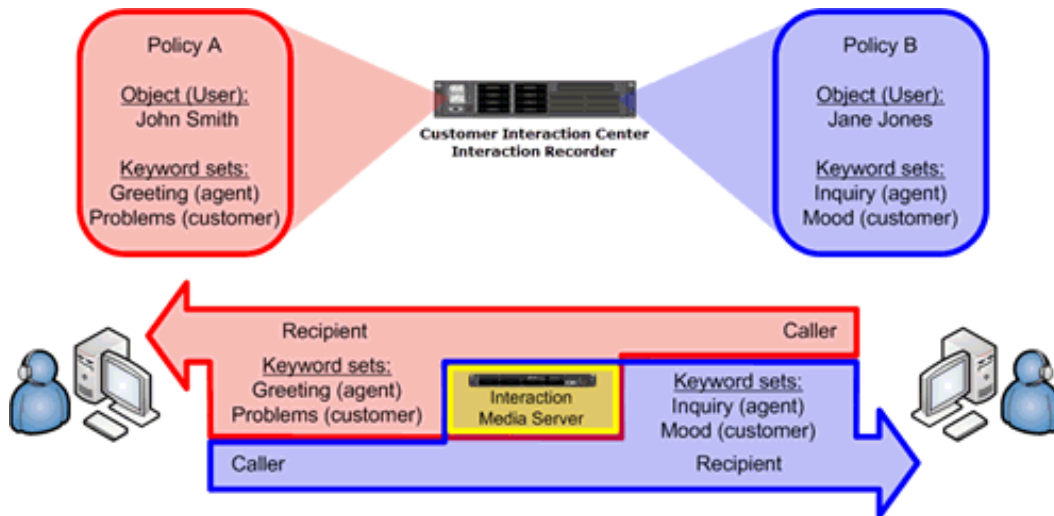 Policy A
Object (User):
John Smith
Keyword sets:
Greeting (agent)
Problems (customer)
Customer Interaction Center
Interaction Recorder
Policy B
Object (User):
Jane Jones
Keyword sets:
Inquiry (agent)
Mood (customer)
Recipient
Caller
Keyword sets:
Greeting (agent)
Problems (customer)
Interaction
Media Server
Keyword sets:
Inquiry (agent)
Mood (customer)
Caller
Recipient